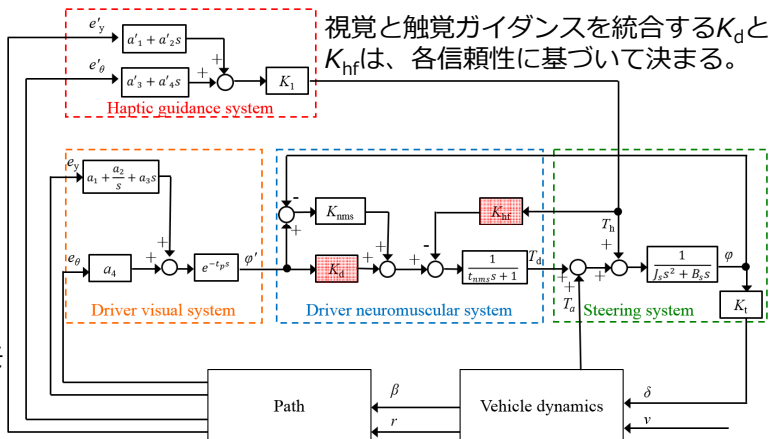 視覚と触覚ガイダンスを統合するKdと
Khfは、各信頼性に基づいて決まる。
e'y
a'1 + a'2s
+
e'θ
a'3 + a'4s
+
K1
Haptic guidance system
ey
a1 + a2/s + a3s
+
eθ
a4
+
e^{-tps}
φ'
Driver visual system
-
+
Knms
+
Kd
+
-
+
Khf
1/(tnmss + 1)
Td
Driver neuromuscular system
Th
+
+
+
+
Ta
1/(Jss² + Bss)
φ
Kt
Steering system
Path
β
r
Vehicle dynamics
δ
v